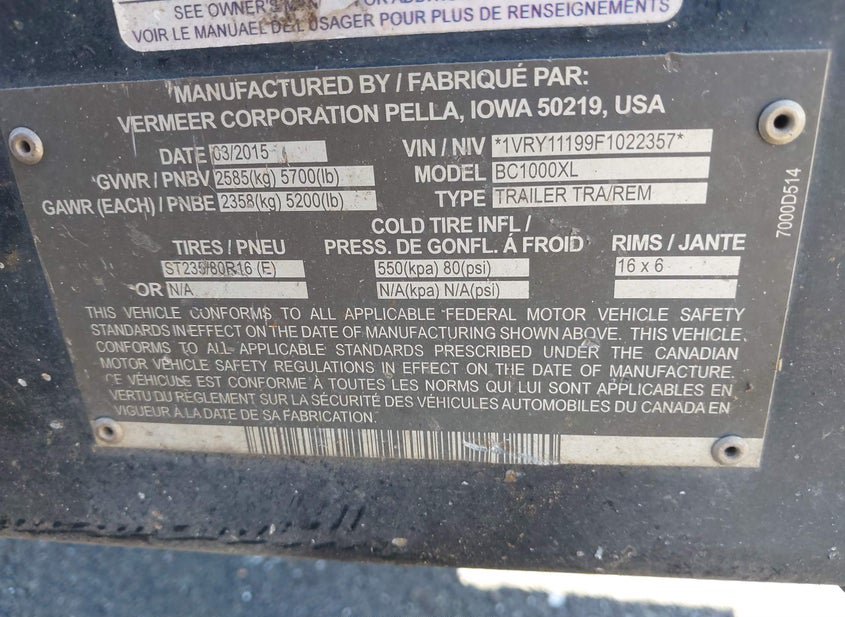 SEE OWNER'S
VOIR LE MANUAEL DE L'USAGER POUR PLUS DE RENSEIGNEMENTS
MANUFACTURED BY / FABRIQUÉ PAR:
VERMEER CORPORATION PELLA, IOWA 50219, USA
DATE 03/2015 VIN / NIV *1VRY11199F1022357*
GVWR / PNBV 2585(kg) 5700(lb) MODEL BC1000XL
GAWR (EACH) / PNBE 2358(kg) 5200(lb) TYPE TRAILER TRA/REM
COLD TIRE INFL /
TIRES / PNEU PRESS. DE GONFL. Á FROID RIMS / JANTE
ST235/80R16 (E) 550(kpa) 80(psi) 16 x 6
OR N/A N/A(kpa) N/A(psi)
THIS VEHICLE CONFORMS TO ALL APPLICABLE FEDERAL MOTOR VEHICLE SAFETY
STANDARDS IN EFFECT ON THE DATE OF MANUFACTURING SHOWN ABOVE. THIS VEHICLE
CONFORMS TO ALL APPLICABLE STANDARDS PRESCRIBED UNDER THE CANADIAN
MOTOR VEHICLE SAFETY REGULATIONS IN EFFECT ON THE DATE OF MANUFACTURE.
CE VÉHICULE EST CONFORME À TOUTES LES NORMS QUI LUI SONT APPLICABLES EN
VERTU DU RÈGLEMENT SUR LA SÉCURITÉ DES VÉHICULES AUTOMOBILES DU CANADA EN
VIGUEUR À LA DATE DE SA FABRICATION.
7000D514